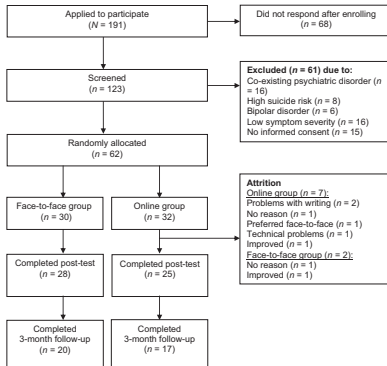 Applied to participate
(N = 191)
Did not respond after enrolling
(n = 68)
Screened
(n = 123)
Excluded (n = 61) due to:
Co-existing psychiatric disorder (n
= 16)
High suicide risk (n = 8)
Bipolar disorder (n = 6)
Low symptom severity (n = 16)
No informed consent (n = 15)
Randomly allocated
(n = 62)
Face-to-face group
(n = 30)
Online group
(n = 32)
Attrition
Online group (n = 7):
Problems with writing (n = 2)
No reason (n = 1)
Preferred face-to-face (n = 1)
Technical problems (n = 1)
Improved (n = 1)
Face-to-face group (n = 2):
No reason (n = 1)
Improved (n = 1)
Completed post-test
(n = 28)
Completed post-test
(n = 25)
Completed
3-month follow-up
(n = 20)
Completed
3-month follow-up
(n = 17)